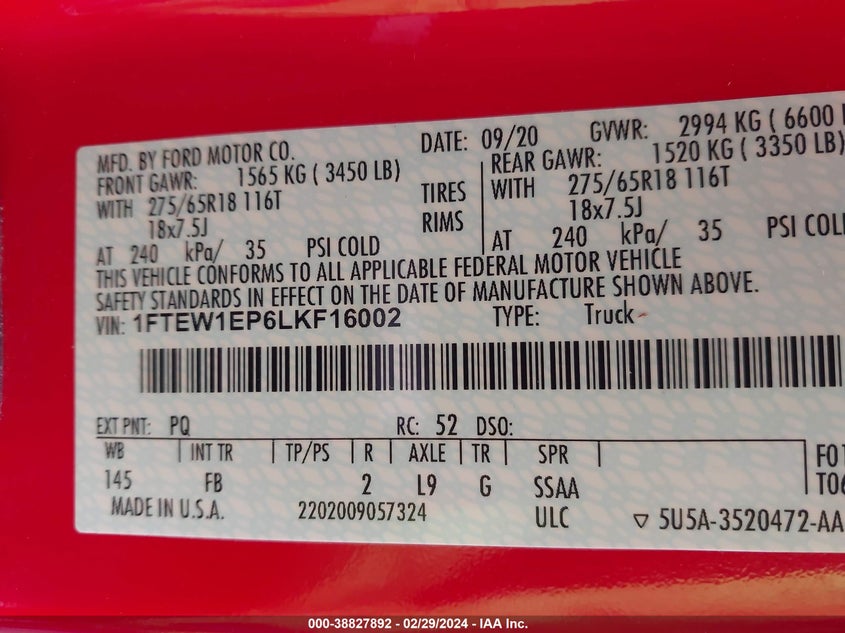 MFD. BY FORD MOTOR CO. DATE: 09/20 GVWR: 2994 KG ( 6600
FRONT GAWR: 1565 KG ( 3450 LB) REAR GAWR: 1520 KG ( 3350 LB)
WITH 275/65R18 116T TIRES WITH 275/65R18 116T
18x7.5J RIMS 18x7.5J
AT 240 kPa/ 35 PSI COLD AT 240 kPa/ 35 PSI COLD
THIS VEHICLE CONFORMS TO ALL APPLICABLE FEDERAL MOTOR VEHICLE
SAFETY STANDARDS IN EFFECT ON THE DATE OF MANUFACTURE SHOWN ABOVE.
VIN: 1FTEW1EP6LKF16002 TYPE: Truck
EXT PNT: PQ RC: 52 DSO:
WB INT TR TP/PS R AXLE TR SPR
145 FB 2 L9 G SSAA
F01
T06
MADE IN U.S.A. 2202009057324 ULC ▽ 5U5A-3520472-AA
000-38827892 - 02/29/2024 - IAA Inc.